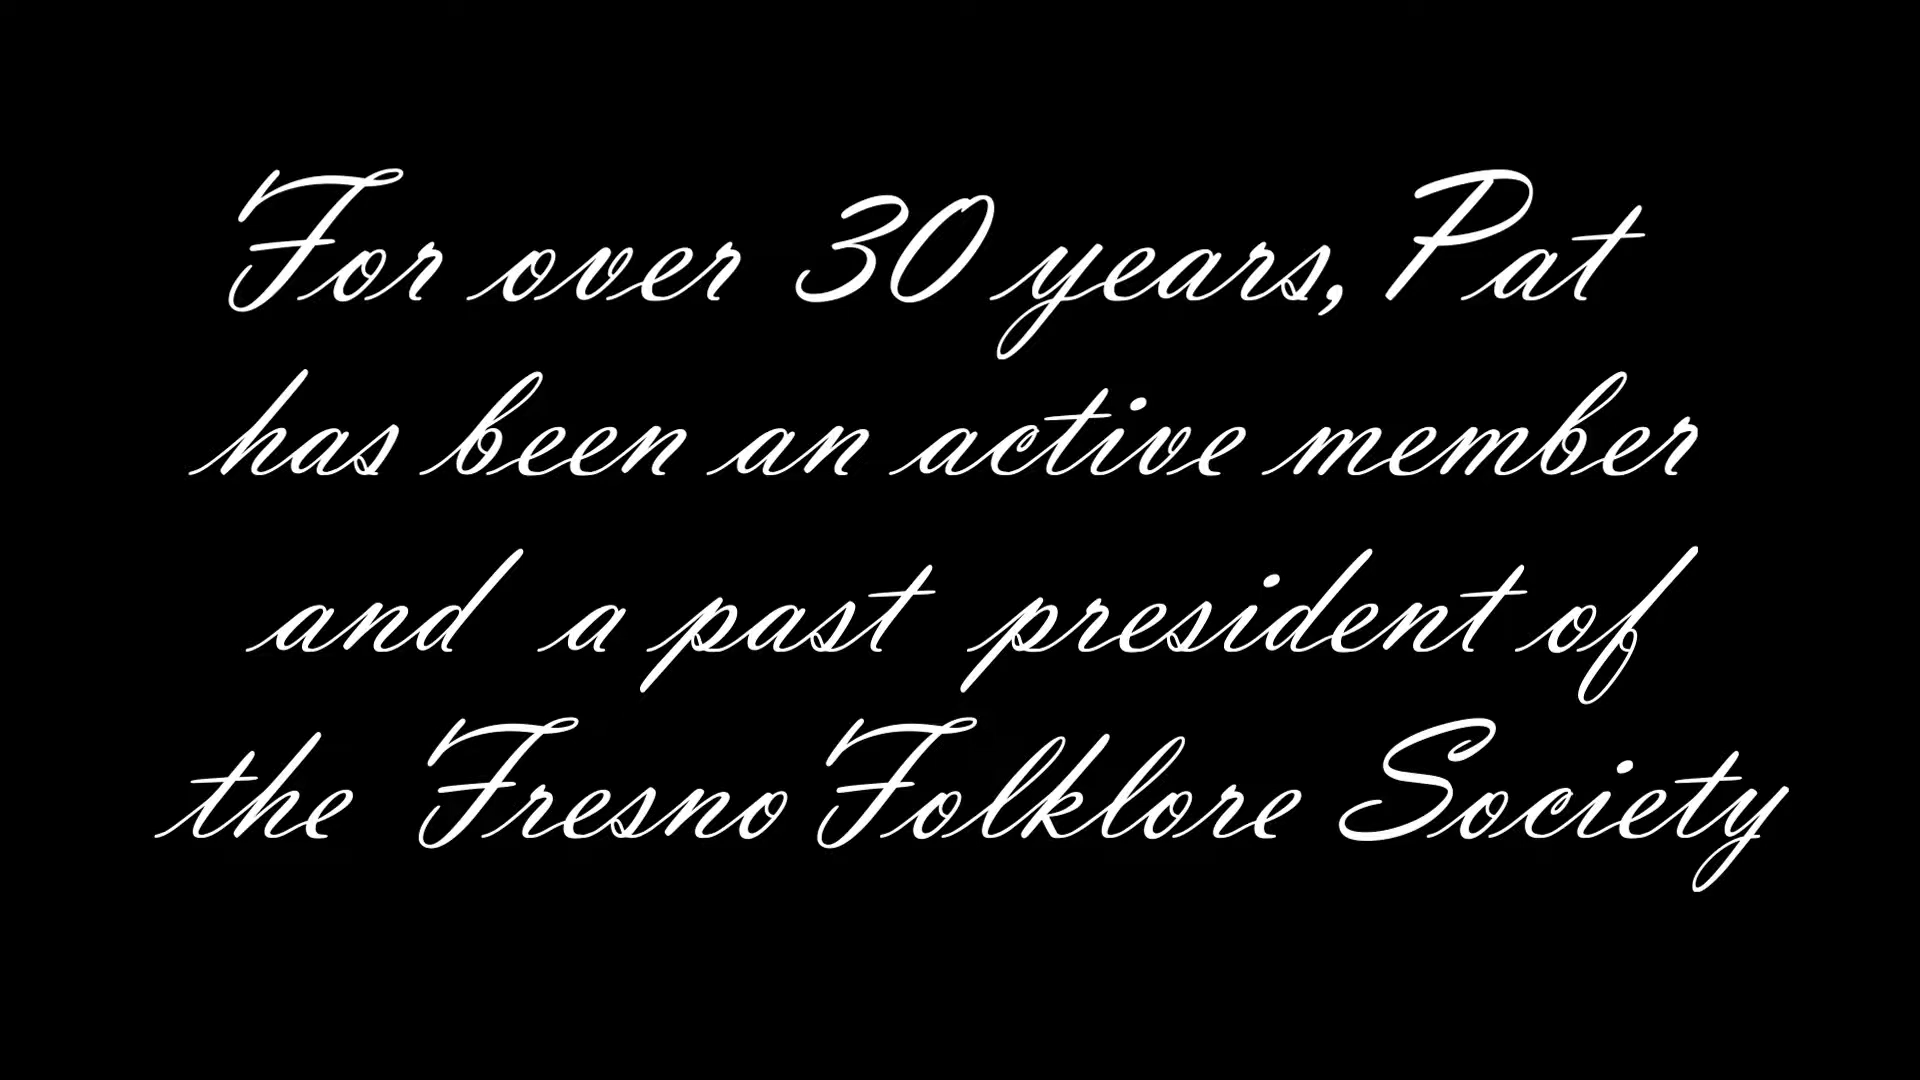 For over 30 years, Pat
has been an active member
and a past president of
the Fresno Folklore Society